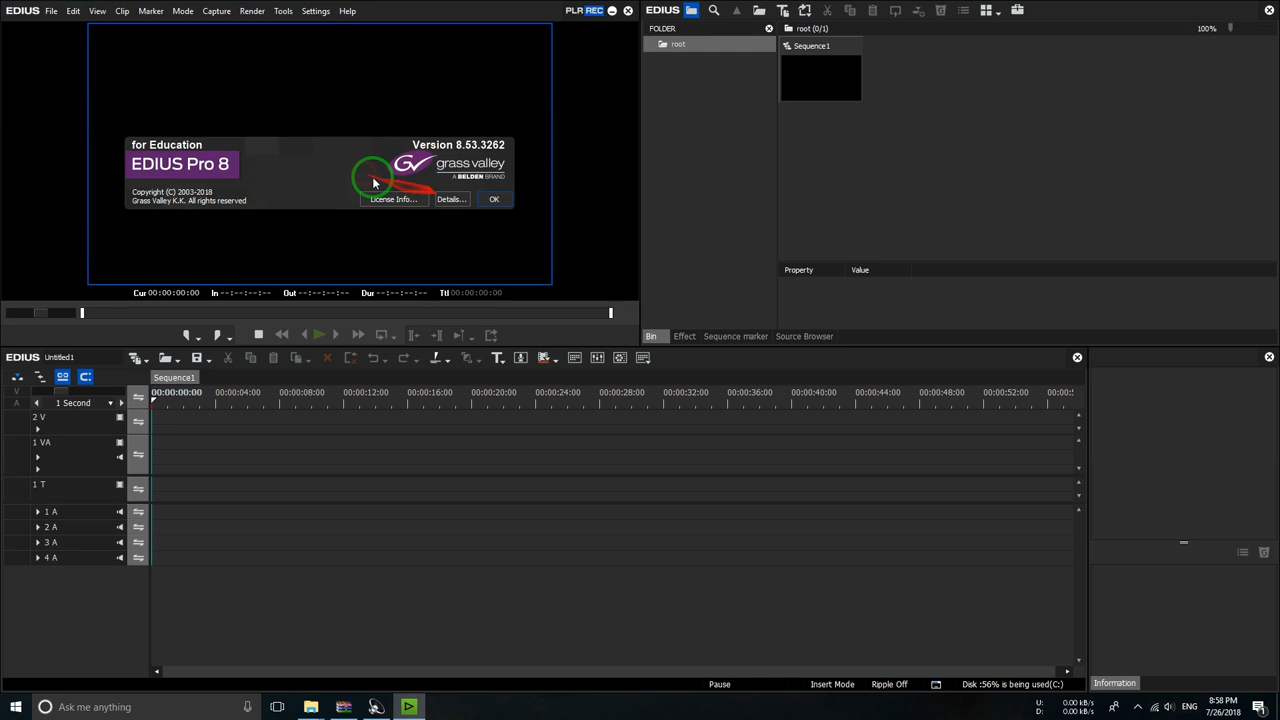 EDIUS File Edit View Clip Marker Mode Capture Render Tools Settings Help PLR REC
EDIUS
FOLDER
root
root (0/1) 100%
Sequence1
for Education
EDIUS Pro 8
Version 8.53.3262
GV grass valley
A BELDEN BRAND
Copyright (C) 2003-2018
Grass Valley K.K. All rights reserved
License Info... Details... OK
Property Value
Cur 00:00:00:00 In --:--:--:-- Out --:--:--:-- Dur --:--:--:-- Ttl 00:00:00:00
Bin Effect Sequence marker Source Browser
EDIUS Untitled1
Sequence1
V
A
1 Second
00:00:00:00 00:00:04:00 00:00:08:00 00:00:12:00 00:00:16:00 00:00:20:00 00:00:24:00 00:00:28:00 00:00:32:00 00:00:36:00 00:00:40:00 00:00:44:00 00:00:48:00 00:00:52:00
2 V
1 VA
1 T
1 A
2 A
3 A
4 A
Pause Insert Mode Ripple Off Disk :56% is being used(C:)
Information
Ask me anything
U: 0.00 kB/s
D: 0.00 kB/s
ENG
8:58 PM
7/26/2018